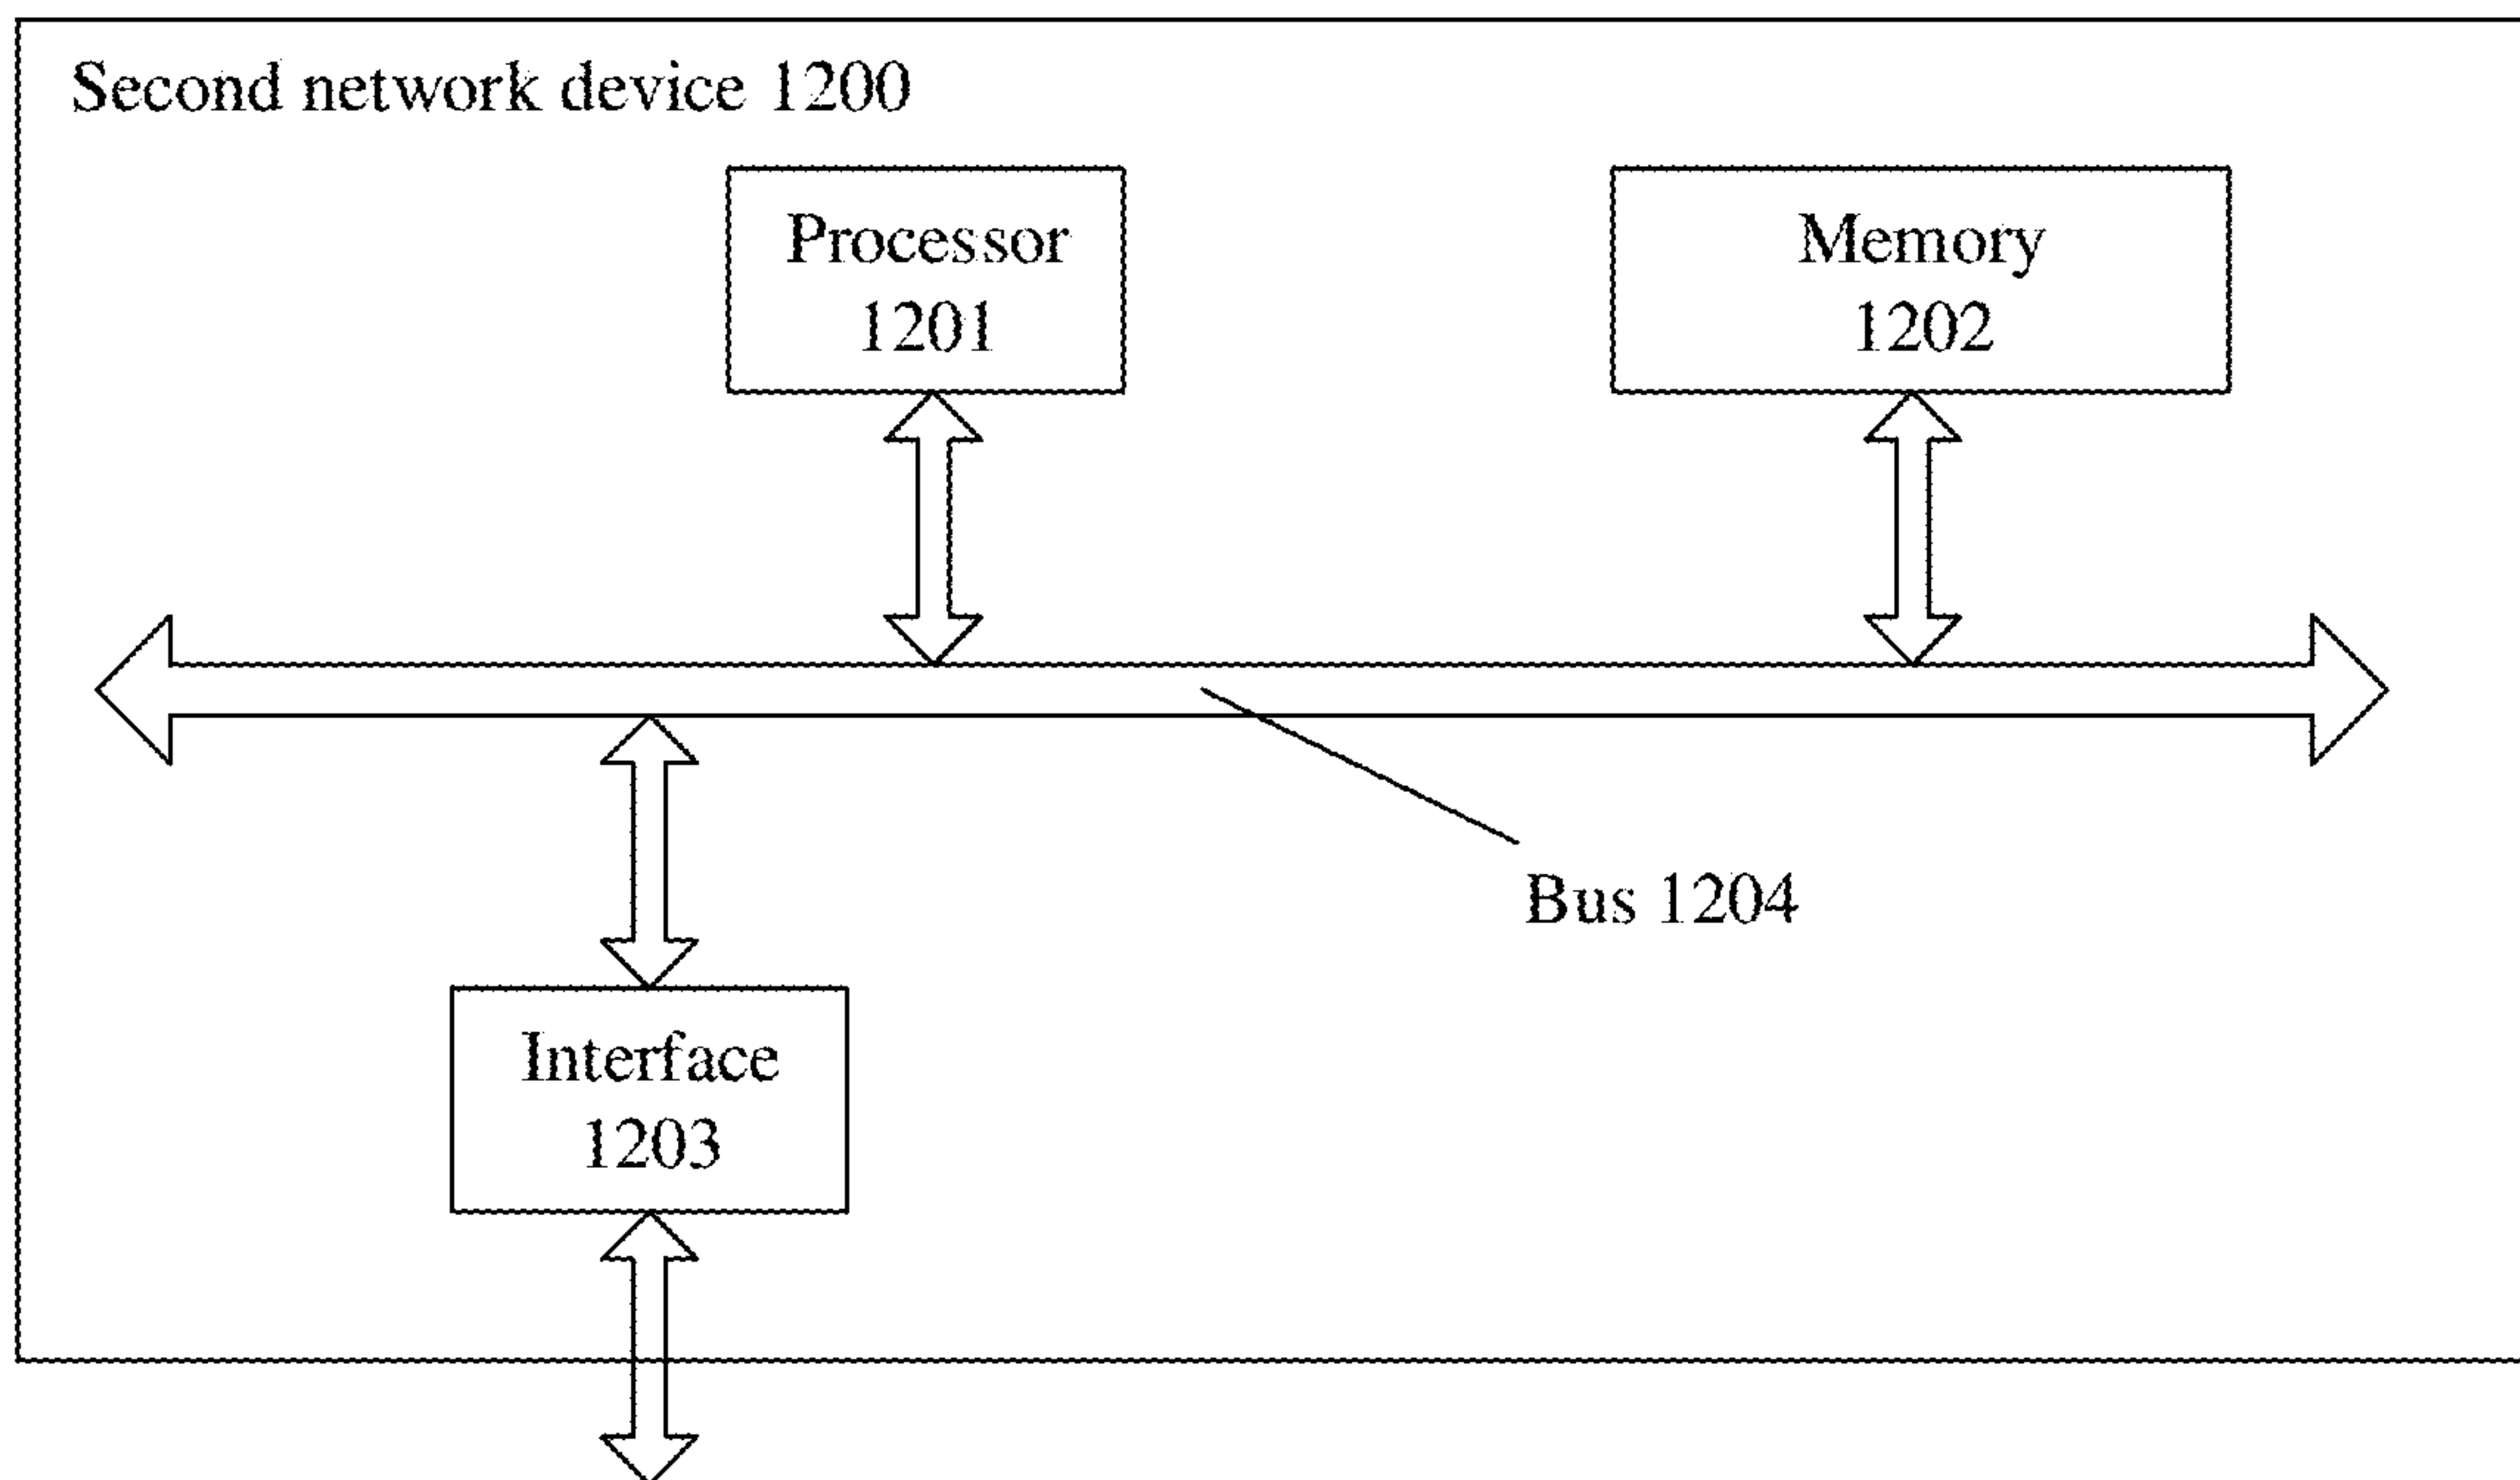 Second network device 1200
Processor
1201
Memory
1202
Bus 1204
Interface
1203